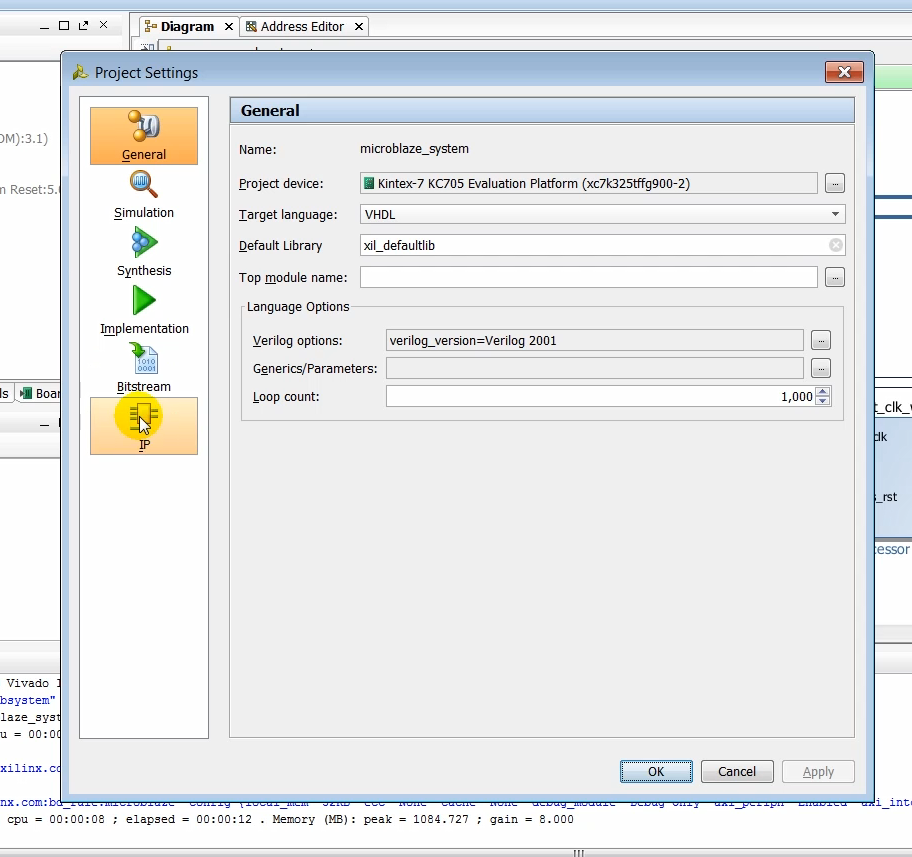 Diagram
Address Editor
Project Settings
OM):3.1)
m Reset:5.
General
Simulation
Synthesis
Implementation
Bitstream
IP
General
Name: microblaze_system
Project device: Kintex-7 KC705 Evaluation Platform (xc7k325tffg900-2)
Target language: VHDL
Default Library xil_defaultlib
Top module name:
Language Options
Verilog options: verilog_version=Verilog 2001
Generics/Parameters:
Loop count: 1,000
ls Boar
t_clk_w
clk
s_rst
cessor
OK Cancel Apply
Vivado I
bsystem"
laze_syst
u = 00:00
xilinx.co
cpu = 00:00:08 ; elapsed = 00:00:12 . Memory (MB): peak = 1084.727 ; gain = 8.000